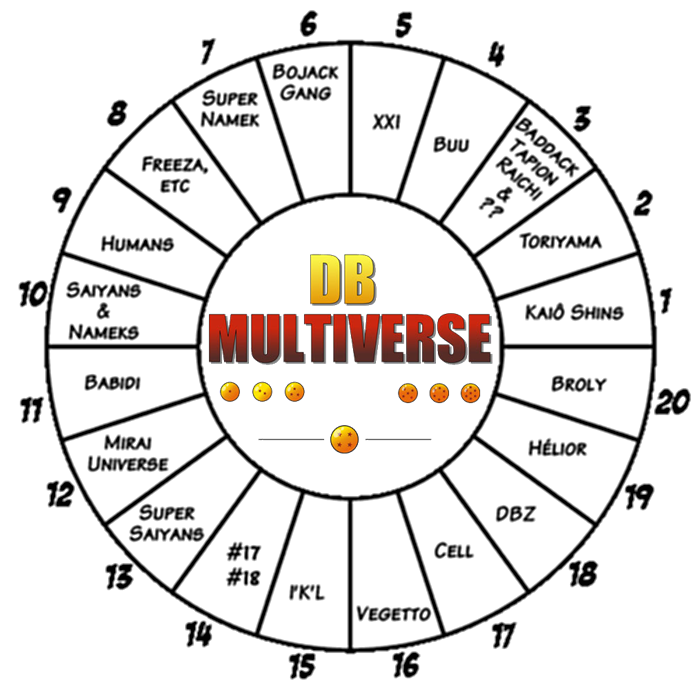 6
5
7
4
BOJACK
GANG
8
SUPER
NAMEK
XXI
BUU
3
BADDACK
TAPION
RAICHI
&
??
FREEZA,
ETC
9
2
HUMANS
TORIYAMA
10
SAIYANS
&
NAMEKS
1
KAIÔ SHINS
DB
MULTIVERSE
BABIDI
BROLY
11
20
MIRAI
UNIVERSE
HÉLIOR
12
19
SUPER
SAIYANS
DBZ
13
18
#17
#18
CELL
I'K'L
VEGETTO
14
17
15
16